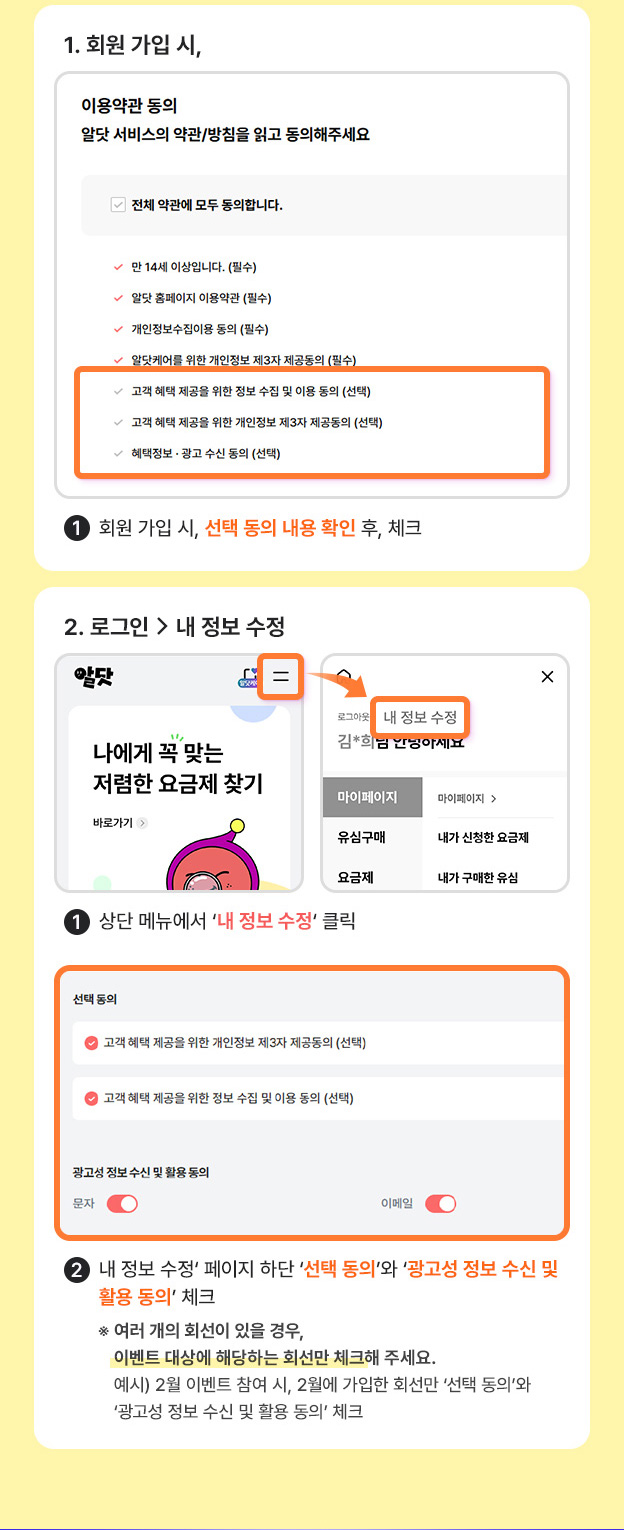 1. 회원 가입 시,
이용약관 동의
알닷 서비스의 약관/방침을 읽고 동의해주세요
전체 약관에 모두 동의합니다.
만 14세 이상입니다. (필수)
알닷 홈페이지 이용약관 (필수)
개인정보수집이용 동의 (필수)
알닷케어를 위한 개인정보 제3자 제공동의 (필수)
고객 혜택 제공을 위한 정보 수집 및 이용 동의 (선택)
고객 혜택 제공을 위한 개인정보 제3자 제공동의 (선택)
혜택정보 · 광고 수신 동의 (선택)
1 회원 가입 시, 선택 동의 내용 확인 후, 체크
2. 로그인 > 내 정보 수정
알닷
나에게 꼭 맞는
저렴한 요금제 찾기
바로가기 >
로그아웃
내 정보 수정
김*희님 안녕하세요
마이페이지
마이페이지 >
유심구매
내가 신청한 요금제
요금제
내가 구매한 유심
1 상단 메뉴에서 ‘내 정보 수정‘ 클릭
선택 동의
고객 혜택 제공을 위한 개인정보 제3자 제공동의 (선택)
고객 혜택 제공을 위한 정보 수집 및 이용 동의 (선택)
광고성 정보 수신 및 활용 동의
문자
이메일
2 내 정보 수정‘ 페이지 하단 ‘선택 동의’와 ‘광고성 정보 수신 및
활용 동의’ 체크
※ 여러 개의 회선이 있을 경우,
이벤트 대상에 해당하는 회선만 체크해 주세요.
예시) 2월 이벤트 참여 시, 2월에 가입한 회선만 ‘선택 동의’와
‘광고성 정보 수신 및 활용 동의’ 체크